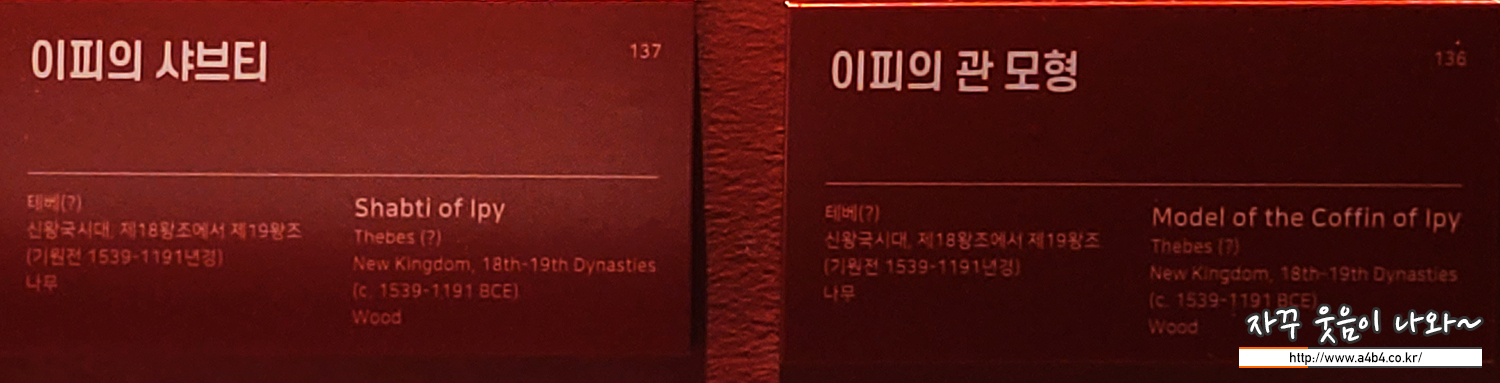 이피의 샤브티
137
테베(?)
신왕국시대, 제18왕조에서 제19왕조
(기원전 1539-1191년경)
나무
Shabti of Ipy
Thebes (?)
New Kingdom, 18th-19th Dynasties
(c. 1539-1191 BCE)
Wood
이피의 관 모형
136
테베(?)
신왕국시대, 제18왕조에서 제19왕조
(기원전 1539-1191년경)
나무
Model of the Coffin of Ipy
Thebes (?)
New Kingdom, 18th-19th Dynasties
(c. 1539-1191 BCE)
Wood
자꾸 웃음이 나와~
http://www.a4b4.co.kr/